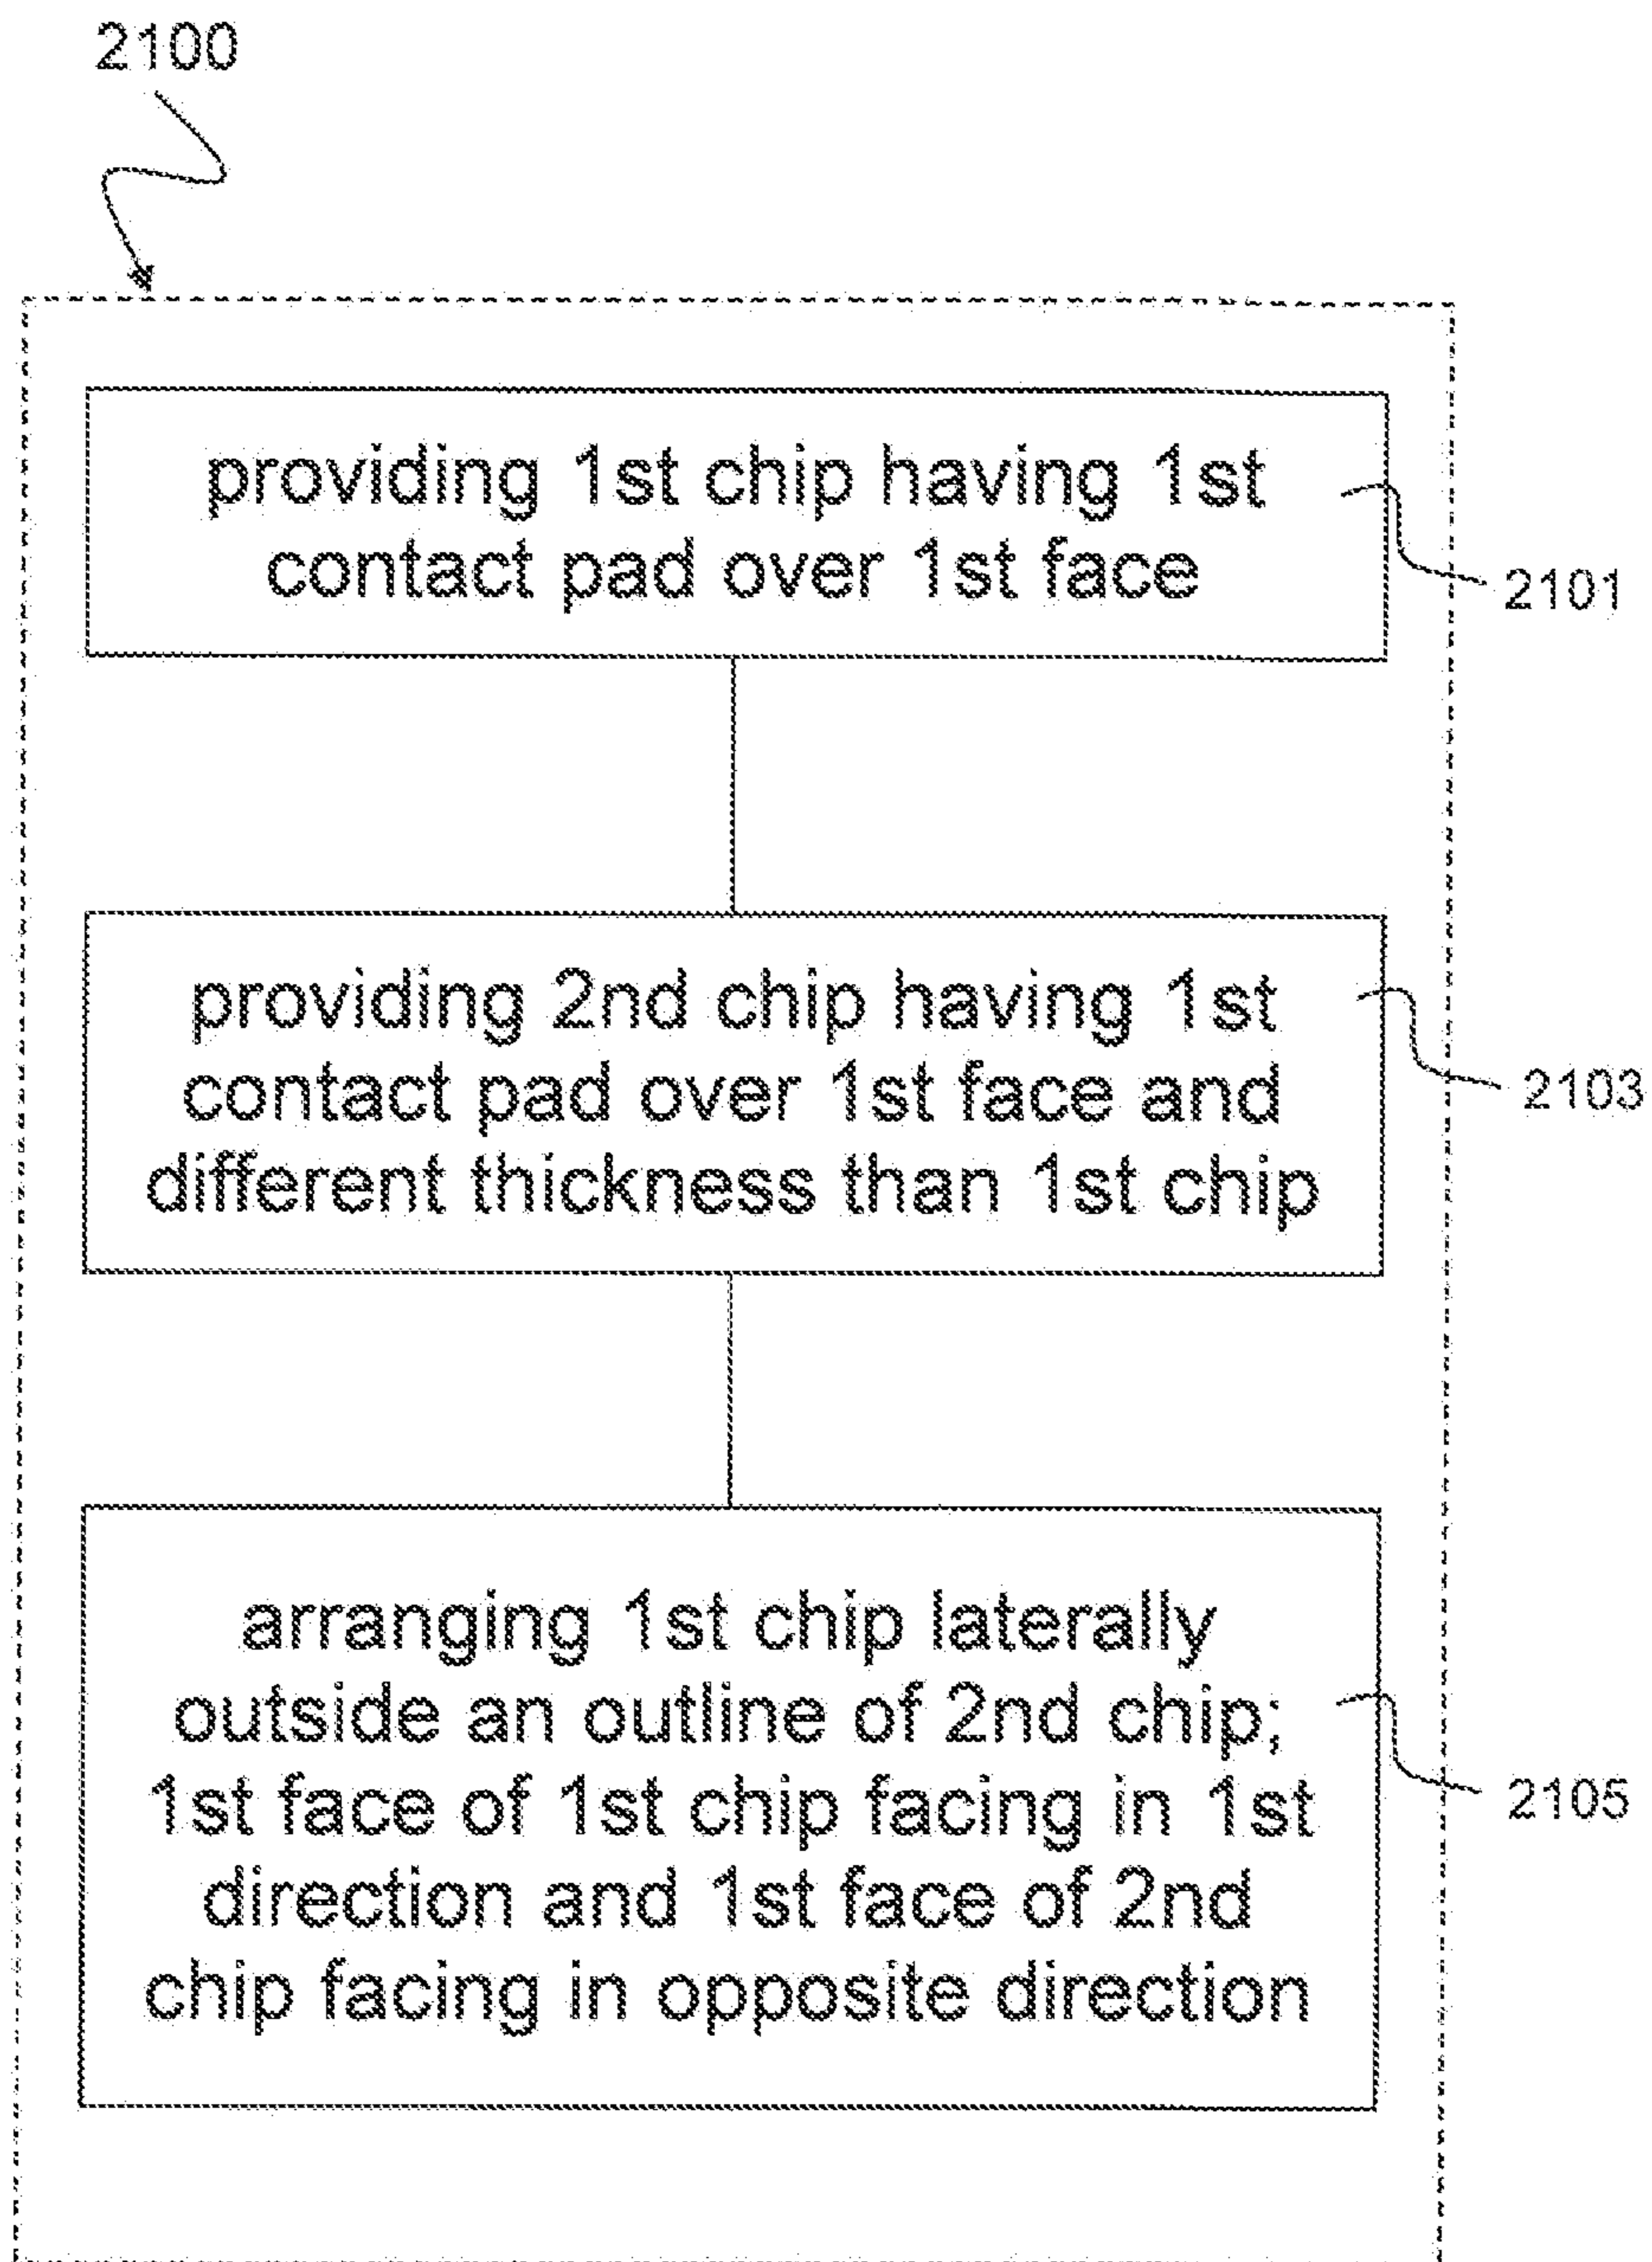 2100
providing 1st chip having 1st
contact pad over 1st face
2101
providing 2nd chip having 1st
contact pad over 1st face and
different thickness than 1st chip
2103
arranging 1st chip laterally
outside an outline of 2nd chip;
1st face of 1st chip facing in 1st
direction and 1st face of 2nd
chip facing in opposite direction
2105